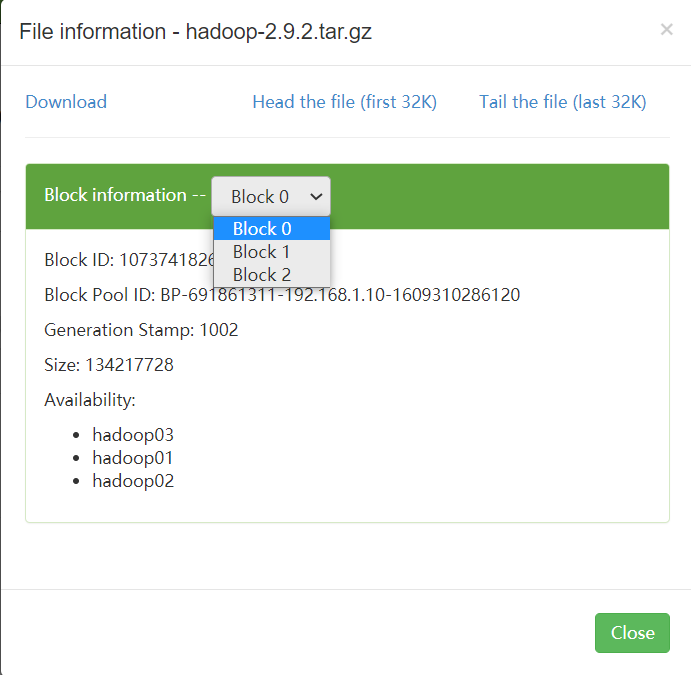 File information - hadoop-2.9.2.tar.gz
×
Download Head the file (first 32K) Tail the file (last 32K)
Block information -- Block 0
Block 0
Block 1
Block 2
Block ID: 107374182
Block Pool ID: BP-691861311-192.168.1.10-1609310286120
Generation Stamp: 1002
Size: 134217728
Availability:
• hadoop03
• hadoop01
• hadoop02
Close